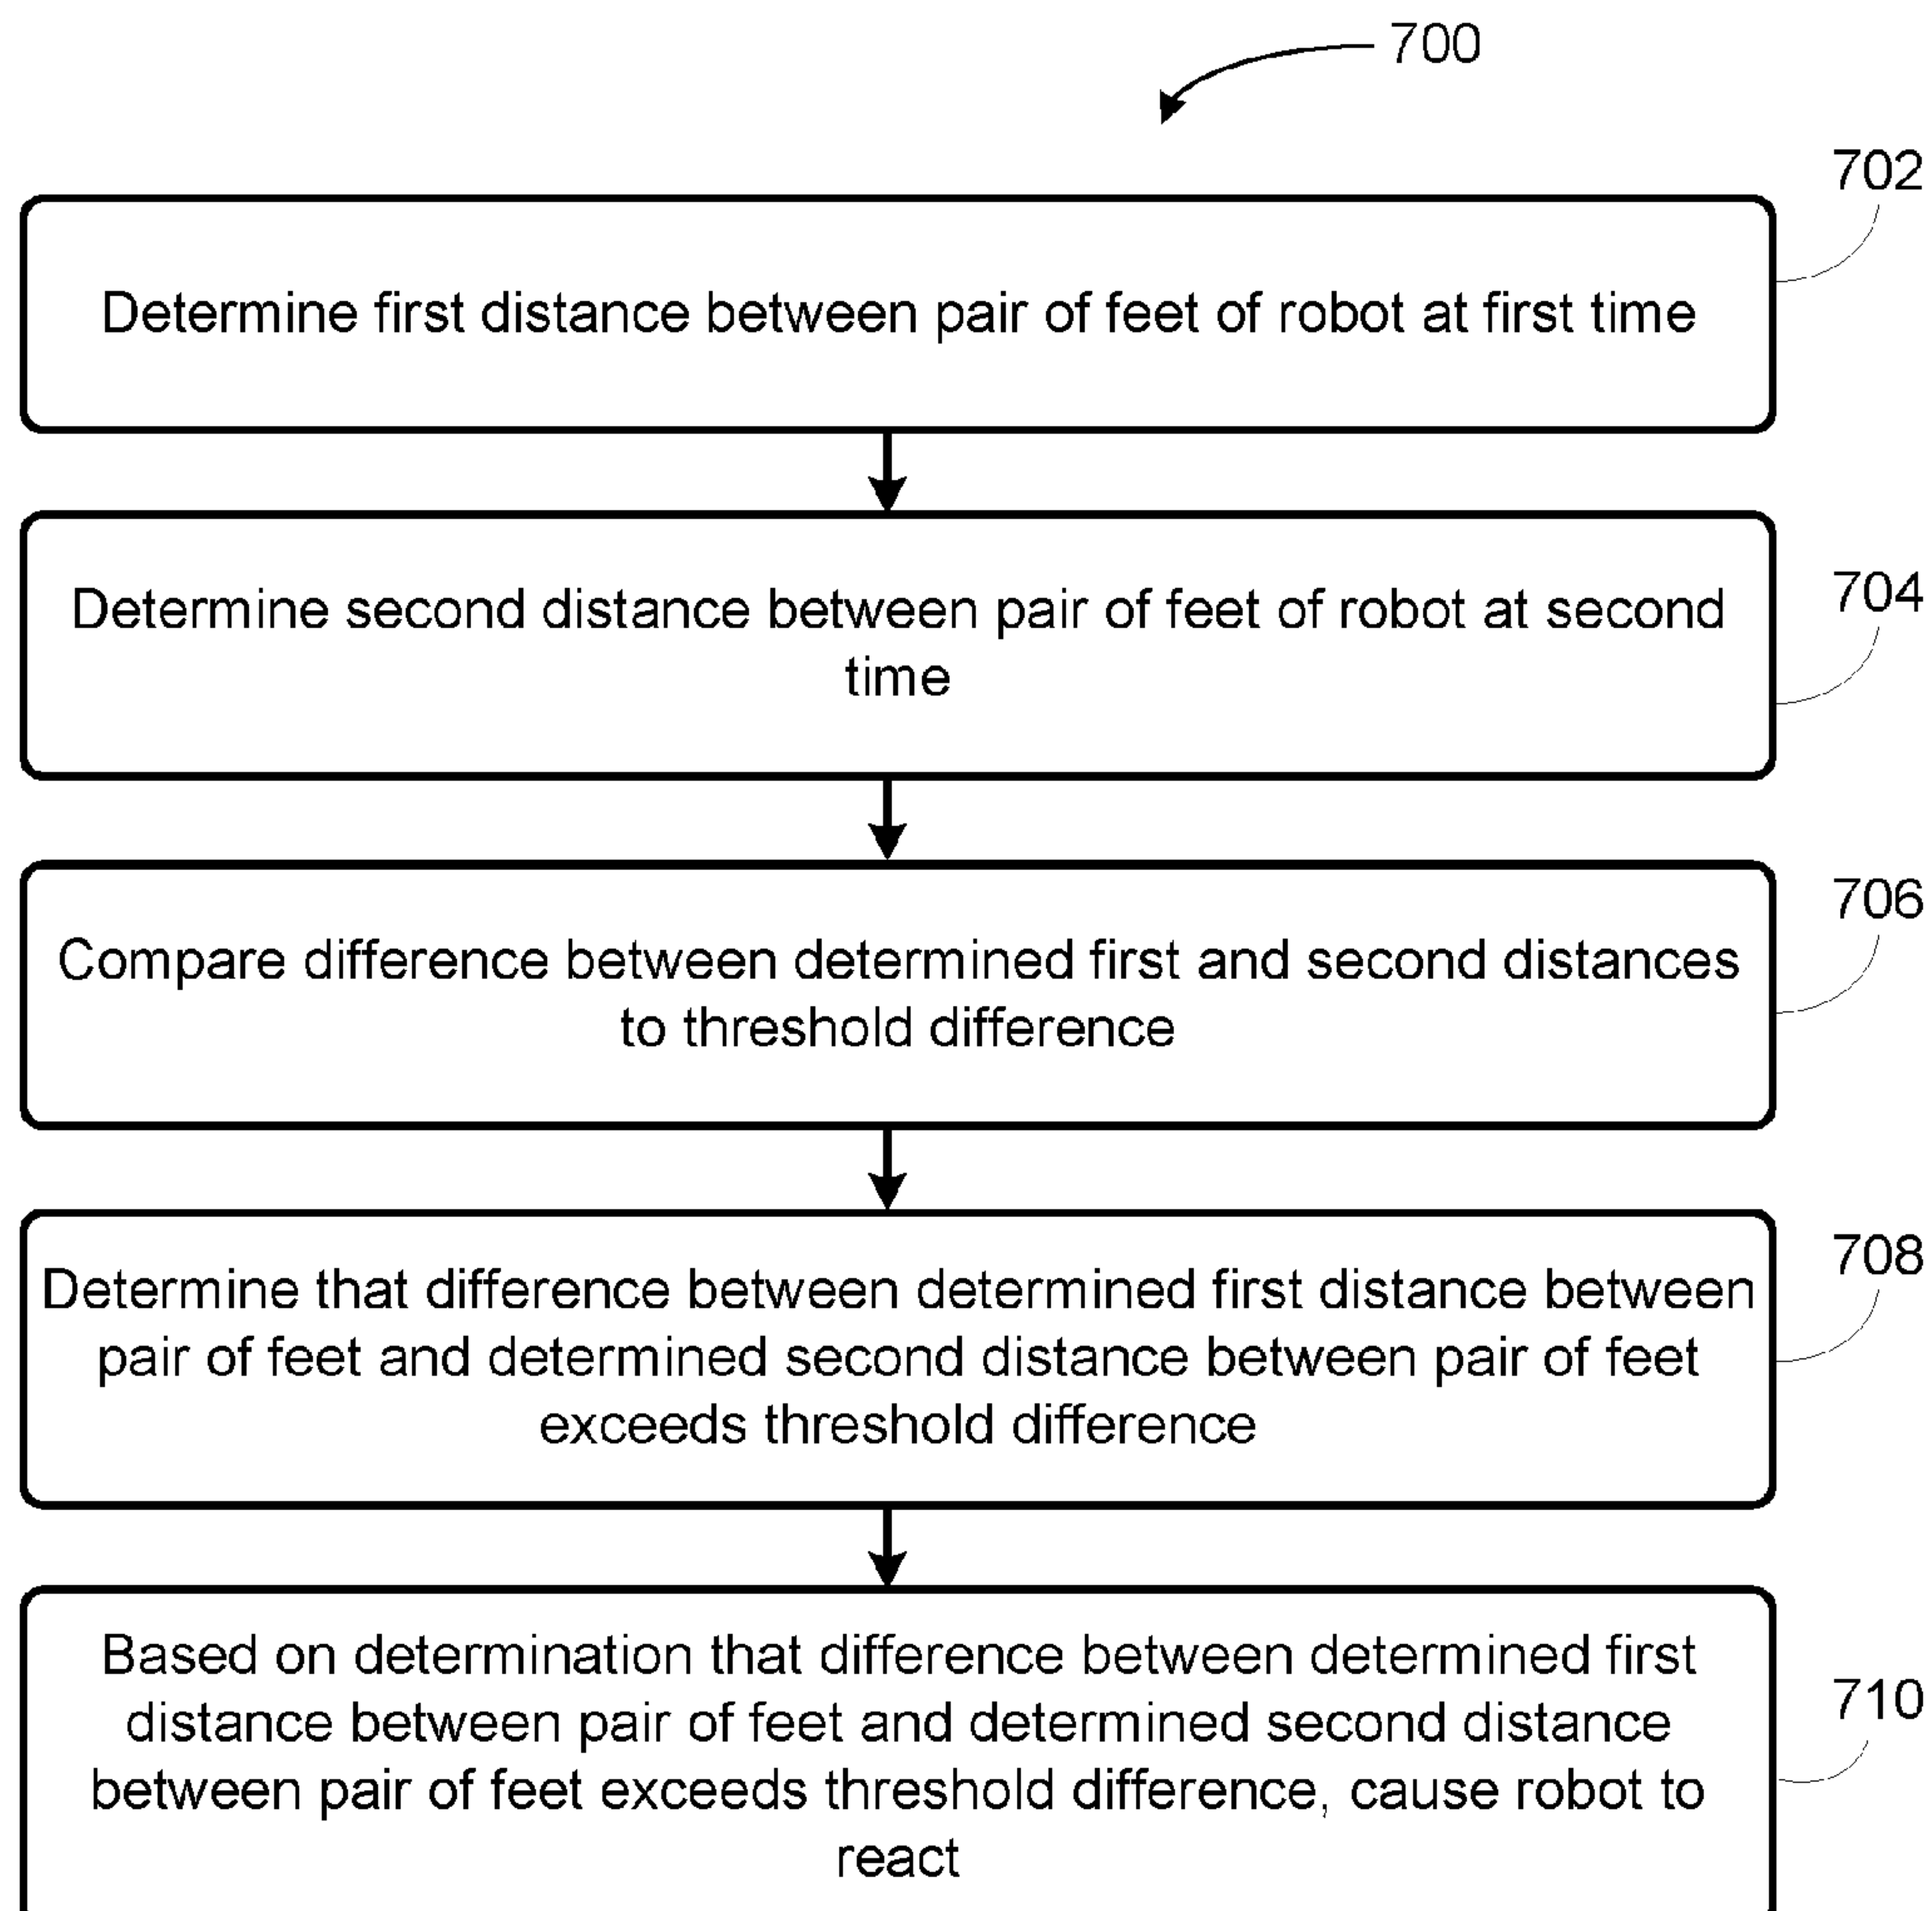 700
702
Determine first distance between pair of feet of robot at first time
704
Determine second distance between pair of feet of robot at second
time
706
Compare difference between determined first and second distances
to threshold difference
708
Determine that difference between determined first distance between
pair of feet and determined second distance between pair of feet
exceeds threshold difference
710
Based on determination that difference between determined first
distance between pair of feet and determined second distance
between pair of feet exceeds threshold difference, cause robot to
react